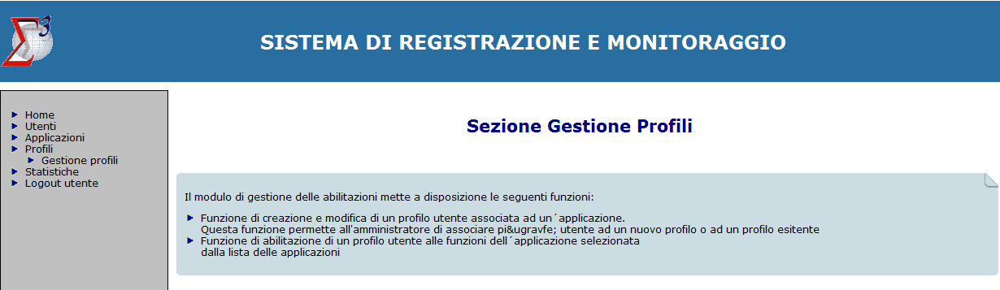 Σ3
SISTEMA DI REGISTRAZIONE E MONITORAGGIO
Home
Utenti
Applicazioni
Profili
Gestione profili
Statistiche
Logout utente
Sezione Gestione Profili
Il modulo di gestione delle abilitazioni mette a disposizione le seguenti funzioni:
Funzione di creazione e modifica di un profilo utente associata ad un´applicazione.
Questa funzione permette all'amministratore di associare pi&ugravfe; utente ad un nuovo profilo o ad un profilo esitente
Funzione di abilitazione di un profilo utente alle funzioni dell´applicazione selezionata
dalla lista delle applicazioni